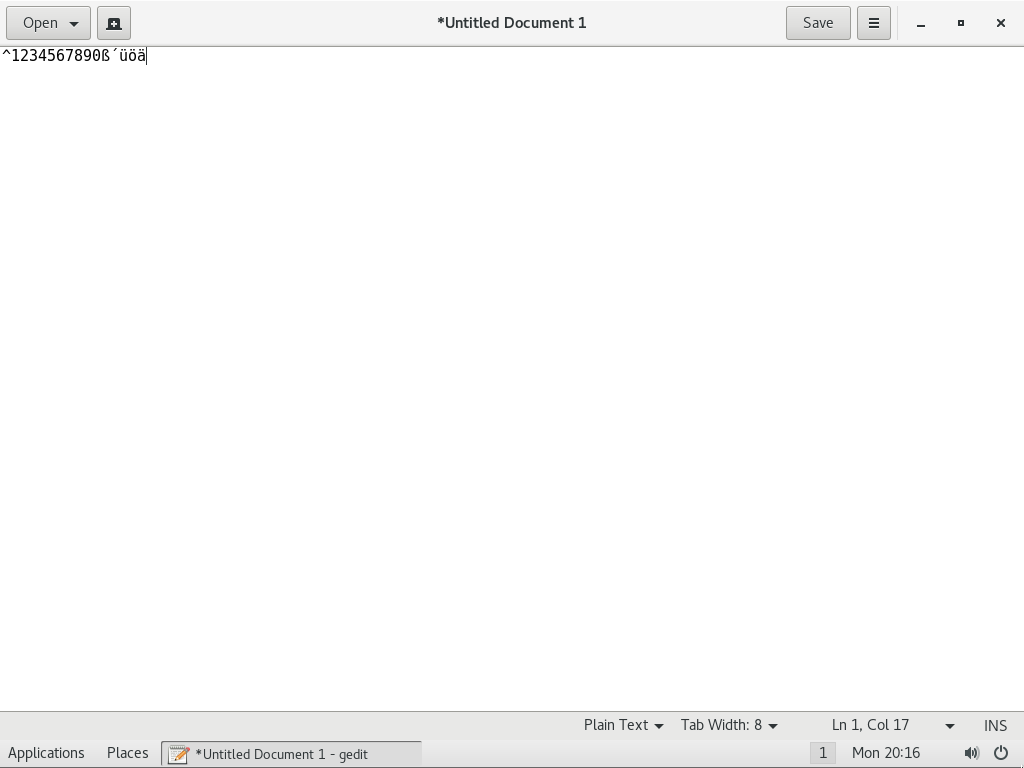 Open
*Untitled Document 1
Save
^1234567890ß´üöä
Plain Text
Tab Width: 8
Ln 1, Col 17
INS
Applications
Places
*Untitled Document 1 - gedit
1
Mon 20:16